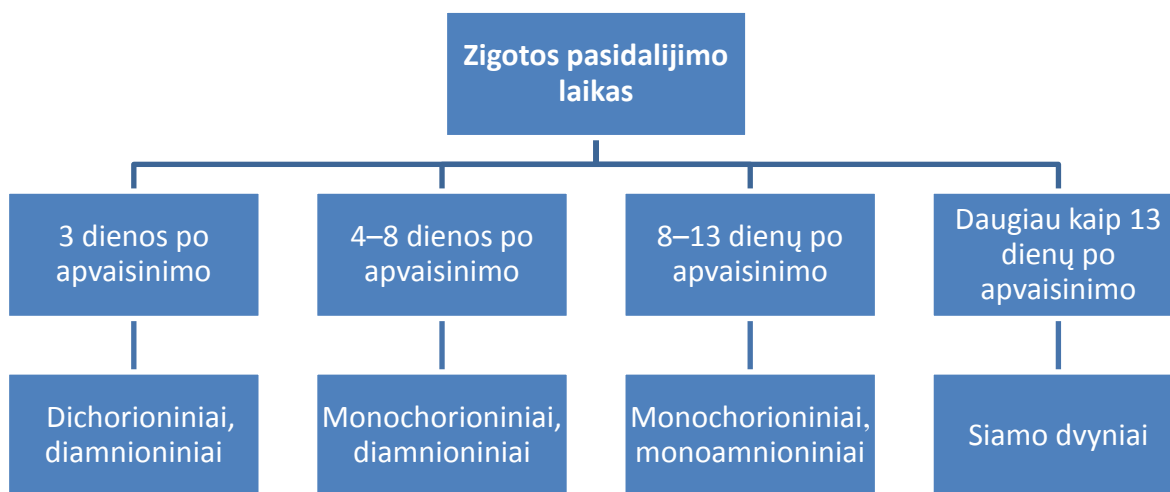 Zigotos pasidalijimo
laikas
3 dienos po
apvaisinimo
4–8 dienos po
apvaisinimo
8–13 dienų po
apvaisinimo
Daugiau kaip 13
dienų po
apvaisinimo
Dichorioniniai,
diamnioniniai
Monochorioniniai,
diamnioniniai
Monochorioniniai,
monoamnioniniai
Siamo dvyniai